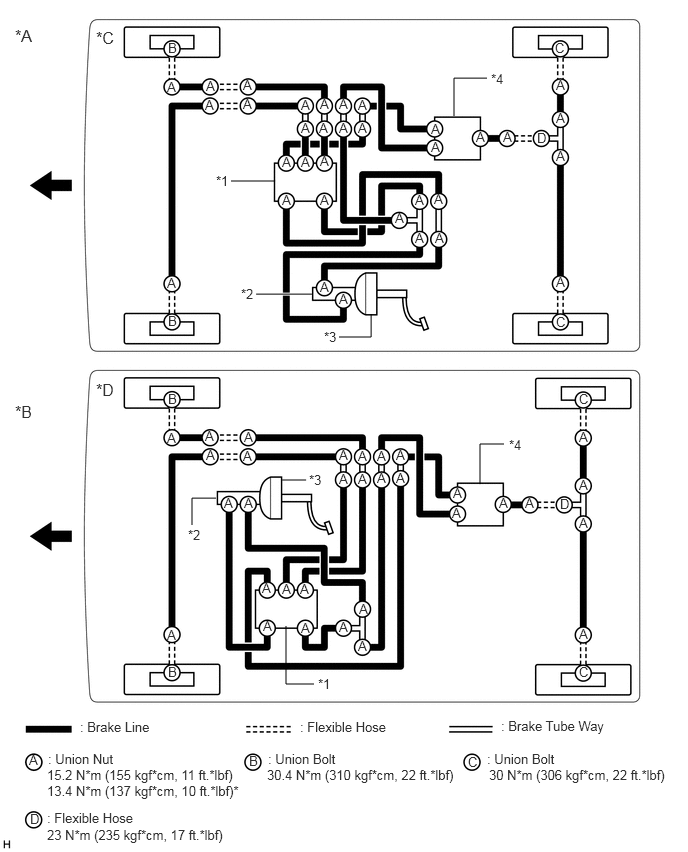 *A
*C
B
C
A
A
A
A
A
A
A
A
A
A
A
A
*4
A
A
A
A
A
A
A
A
A
D
A
A
A
A
*1
A
A
A
A
A
A
A
A
A
A
*2
A
A
*3
B
C
*B
*D
B
C
A
A
A
A
A
A
A
A
A
A
*4
A
A
A
A
A
*3
*2
A
A
A
A
A
A
D
A
A
A
A
A
A
A
A
A
A
A
*1
B
C
: Brake Line
: Flexible Hose
: Brake Tube Way
A : Union Nut
15.2 N*m (155 kgf*cm, 11 ft.*lbf)
13.4 N*m (137 kgf*cm, 10 ft.*lbf)*
B : Union Bolt
30.4 N*m (310 kgf*cm, 22 ft.*lbf)
C : Union Bolt
30 N*m (306 kgf*cm, 22 ft.*lbf)
D : Flexible Hose
23 N*m (235 kgf*cm, 17 ft.*lbf)
H